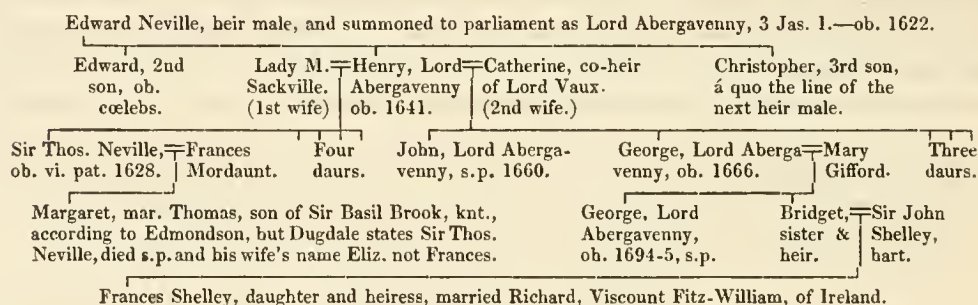 Edward Neville, heir male, and summoned to parliament as Lord Abergavenny, 3 Jas. 1.—ob. 1622.
Edward, 2nd
son, ob.
cœlebs.
Lady M.
Sackville.
(1st wife)
Henry, Lord
Abergavenny
ob. 1641.
Catherine, co-heir
of Lord Vaux.
(2nd wife.)
Christopher, 3rd son,
á quo the line of the
next heir male.
Sir Thos. Neville,
ob. vi. pat. 1628.
Frances
Mordaunt.
Four
daurs.
John, Lord Aberga-
venny, s.p. 1660.
George, Lord Aberga
venny, ob. 1666.
Mary
Gifford.
Three
daurs.
Margaret, mar. Thomas, son of Sir Basil Brook, knt.,
according to Edmondson, but Dugdale states Sir Thos.
Neville, died s.p. and his wife's name Eliz. not Frances.
George, Lord
Abergavenny,
ob. 1694-5, s.p.
Bridget,
sister &
heir.
Sir John
Shelley,
bart.
Frances Shelley, daughter and heiress, married Richard, Viscount Fitz-William, of Ireland.